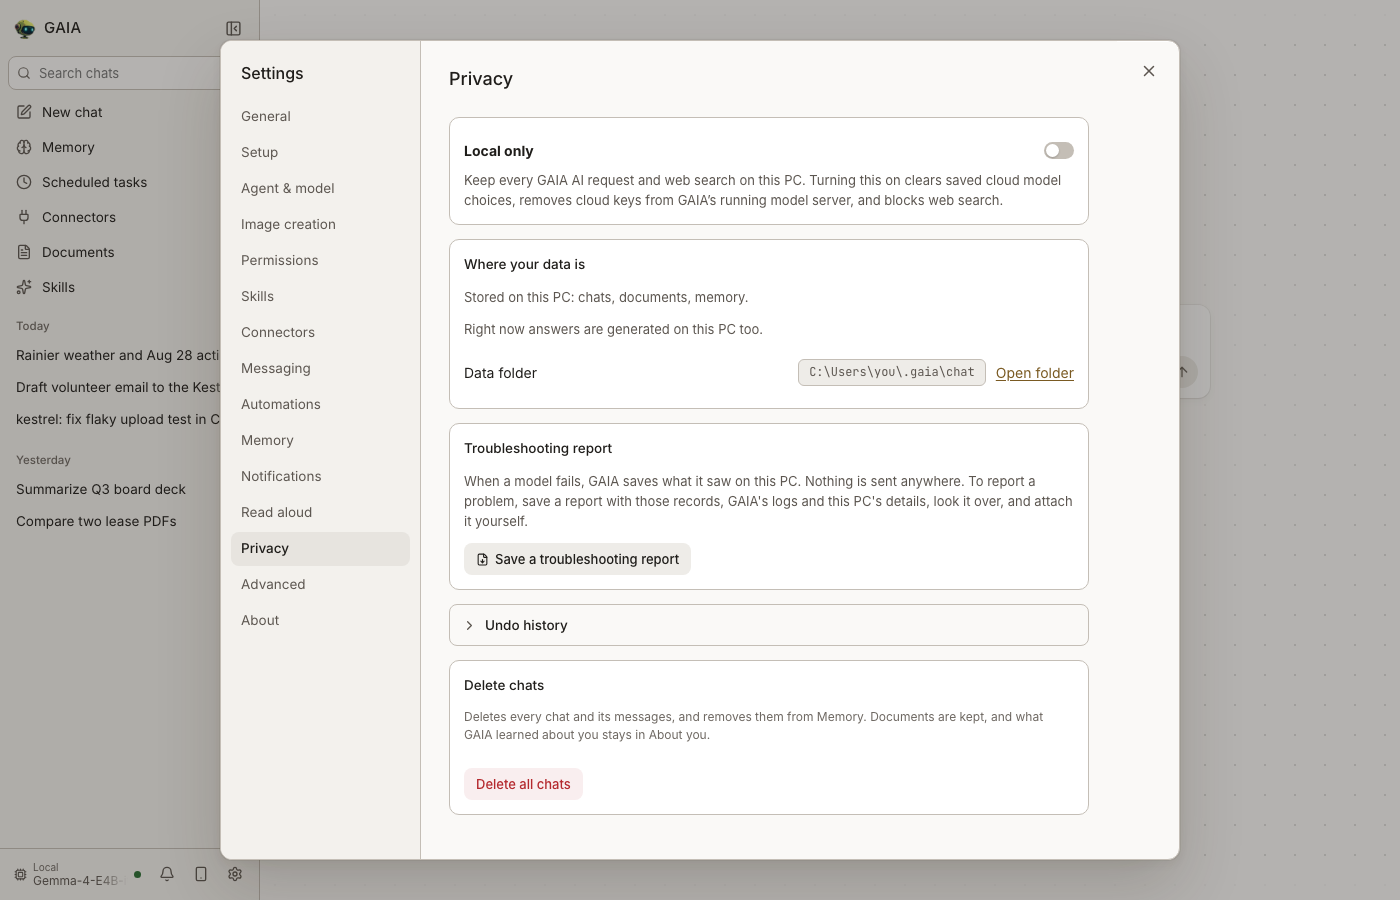 GAIA
Search chats
New chat
Memory
Scheduled tasks
Connectors
Documents
Skills
Today
Rainier weather and Aug 28 acti
Draft volunteer email to the Kest
kestrel: fix flaky upload test in C
Yesterday
Summarize Q3 board deck
Compare two lease PDFs
Local
Gemma-4-E4B-
Settings
General
Setup
Agent & model
Image creation
Permissions
Skills
Connectors
Messaging
Automations
Memory
Notifications
Read aloud
Privacy
Advanced
About
Privacy
Local only
Keep every GAIA AI request and web search on this PC. Turning this on clears saved cloud model
choices, removes cloud keys from GAIA’s running model server, and blocks web search.
Where your data is
Stored on this PC: chats, documents, memory.
Right now answers are generated on this PC too.
Data folder
C:\Users\you\.gaia\chat
Open folder
Troubleshooting report
When a model fails, GAIA saves what it saw on this PC. Nothing is sent anywhere. To report a
problem, save a report with those records, GAIA's logs and this PC's details, look it over, and attach
it yourself.
Save a troubleshooting report
Undo history
Delete chats
Deletes every chat and its messages, and removes them from Memory. Documents are kept, and what
GAIA learned about you stays in About you.
Delete all chats